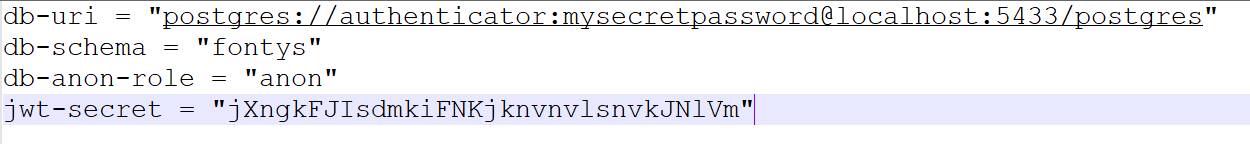 db-uri = "postgres://authenticator:mysecretpassword@localhost:5433/postgres"
db-schema = "fontys"
db-anon-role = "anon"
jwt-secret = "jXngkFJIsdmkiFNKjknvnvlsnvkJNlVm"